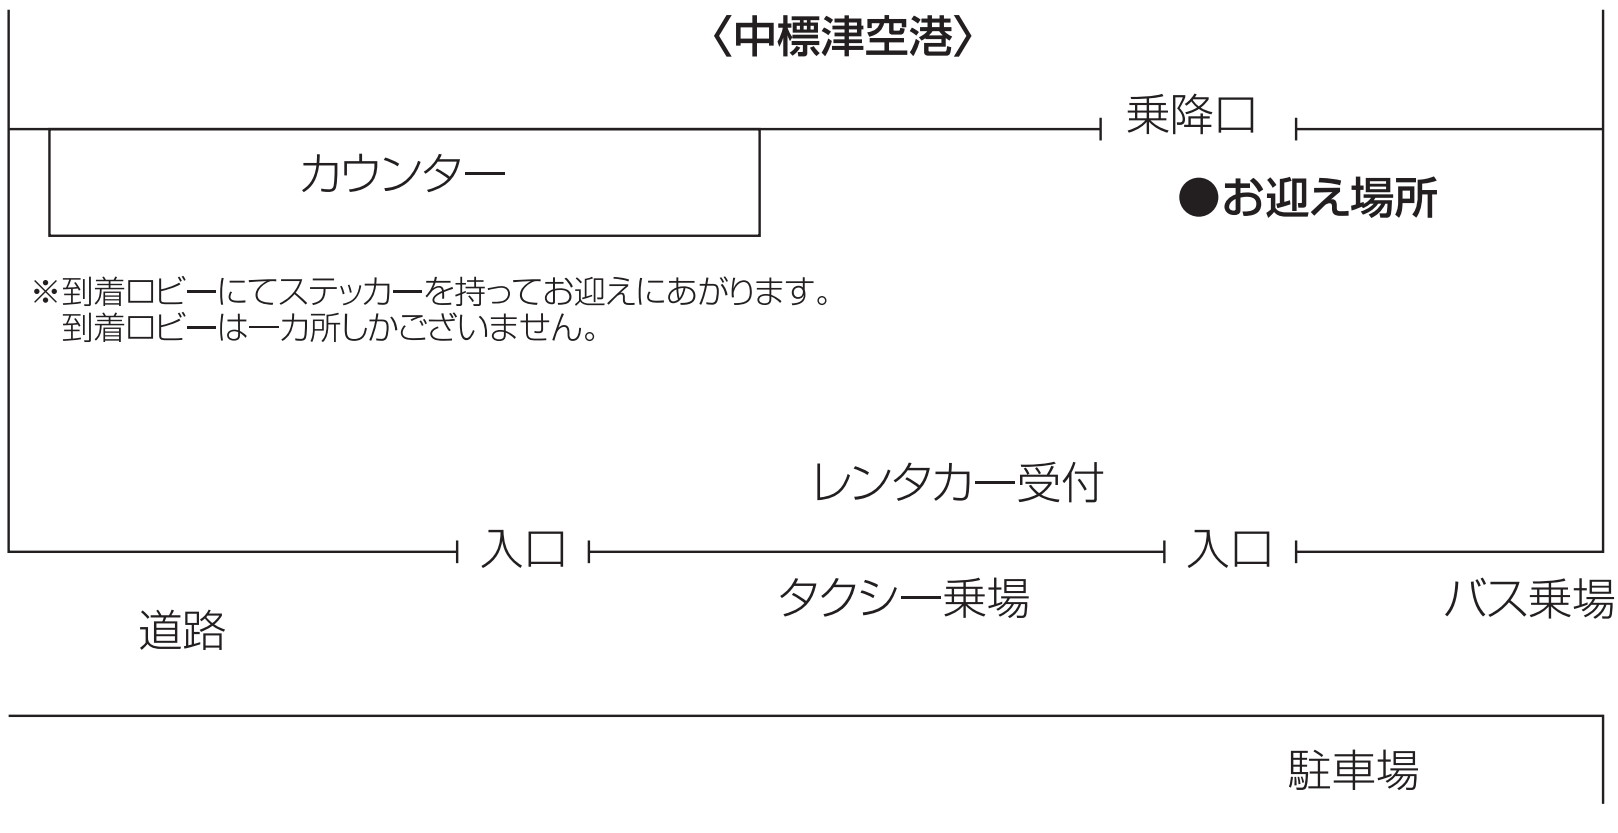 〈中標津空港〉
乗降口
カウンター
●お迎え場所
※到着ロビーにてステッカーを持ってお迎えにあがります。
到着ロビーは一カ所しかございません。
レンタカー受付
入口
入口
タクシー乗場
バス乗場
道路
駐車場